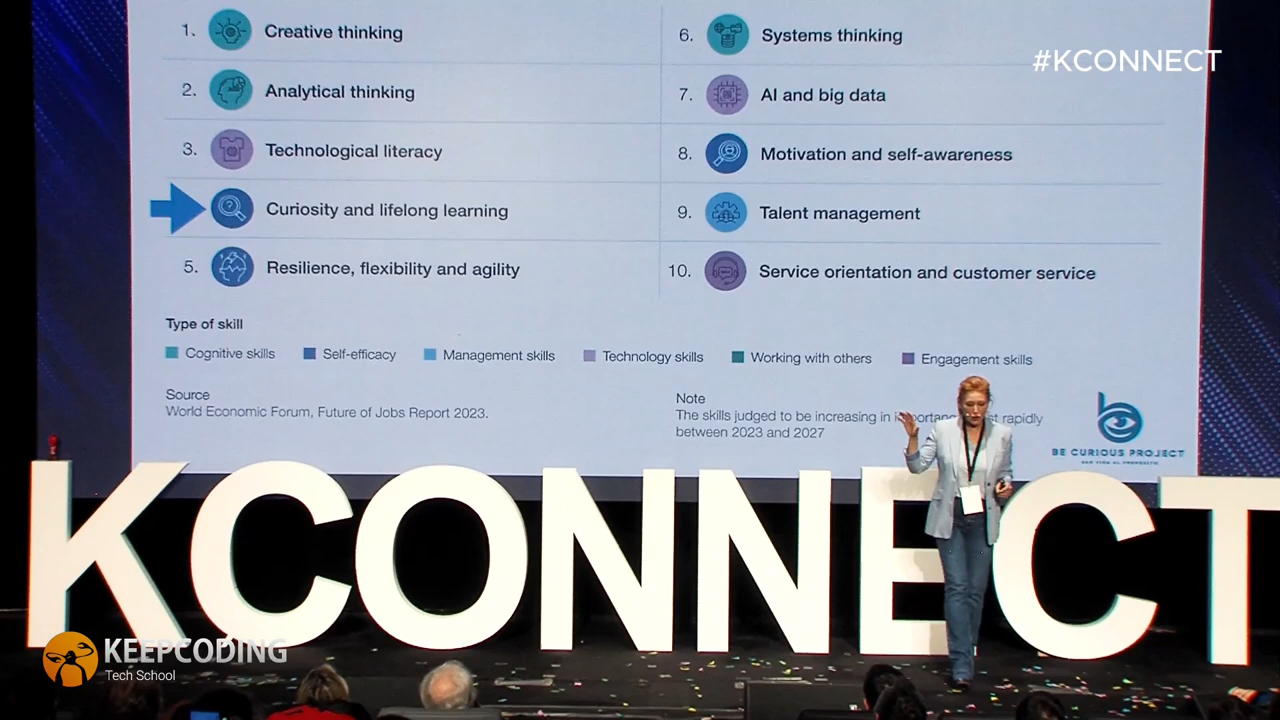 1. Creative thinking
2. Analytical thinking
3. Technological literacy
Curiosity and lifelong learning
5. Resilience, flexibility and agility
6. Systems thinking
7. AI and big data
8. Motivation and self-awareness
9. Talent management
10. Service orientation and customer service
#KCONNECT
Type of skill
Cognitive skills Self-efficacy Management skills Technology skills Working with others Engagement skills
Source
World Economic Forum, Future of Jobs Report 2023.
Note
The skills judged to be increasing in rapidly
between 2023 and 2027
BE CURIOUS PROJECT
KCONNECT
KEEPCODING
Tech School